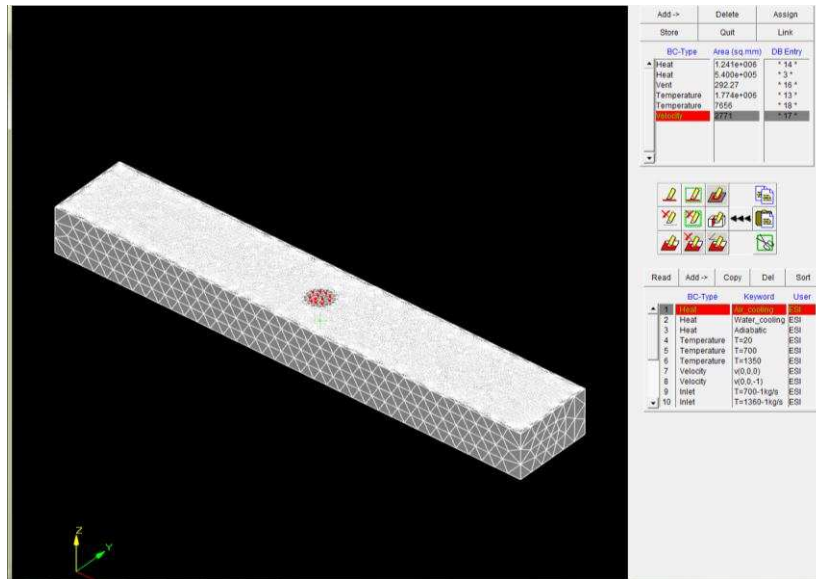 Add -> Delete Assign
Store Quit Link
BC-Type Area (sq.mm) DB Entry
Heat 1.241e+006 * 14 *
Heat 5.400e+005 * 3 *
Vent 292.27 * 16 *
Temperature 1.774e+006 * 13 *
Temperature 7656 * 18 *
Velocity 2771 * 17 *
Read Add -> Copy Del Sort
BC-Type Keyword User
1 Heat Air_cooling ESI
2 Heat Water_cooling ESI
3 Heat Adiabatic ESI
4 Temperature T=20 ESI
5 Temperature T=700 ESI
6 Temperature T=1350 ESI
7 Velocity v(0,0,0) ESI
8 Velocity v(0,0,-1) ESI
9 Inlet T=700-1kg/s ESI
10 Inlet T=1360-1kg/s ESI
Z
Y